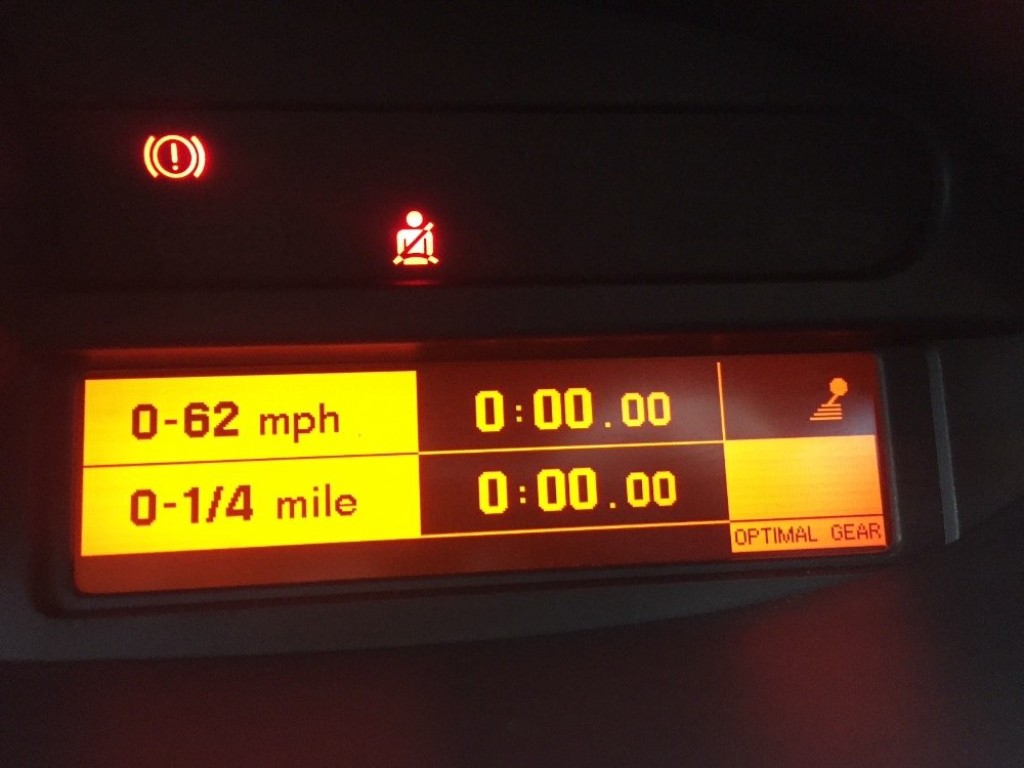 0-62 mph 0:00.00
0-1/4 mile 0:00.00
OPTIMAL GEAR